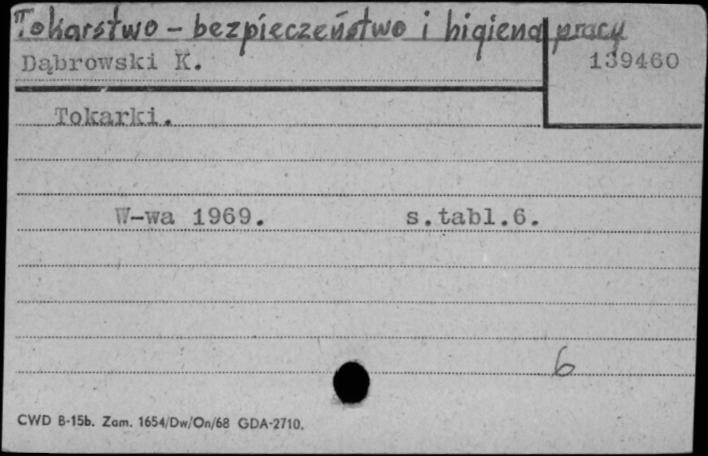 Tokarstwo - bezpieczeństwo i higiena pracy
Dąbrowski K. 139460
Tokarki.
W-wa 1969. s.tabl.6.
6
CWD B-15b. Zam. 1654/Dw/On/68 GDA-2710.